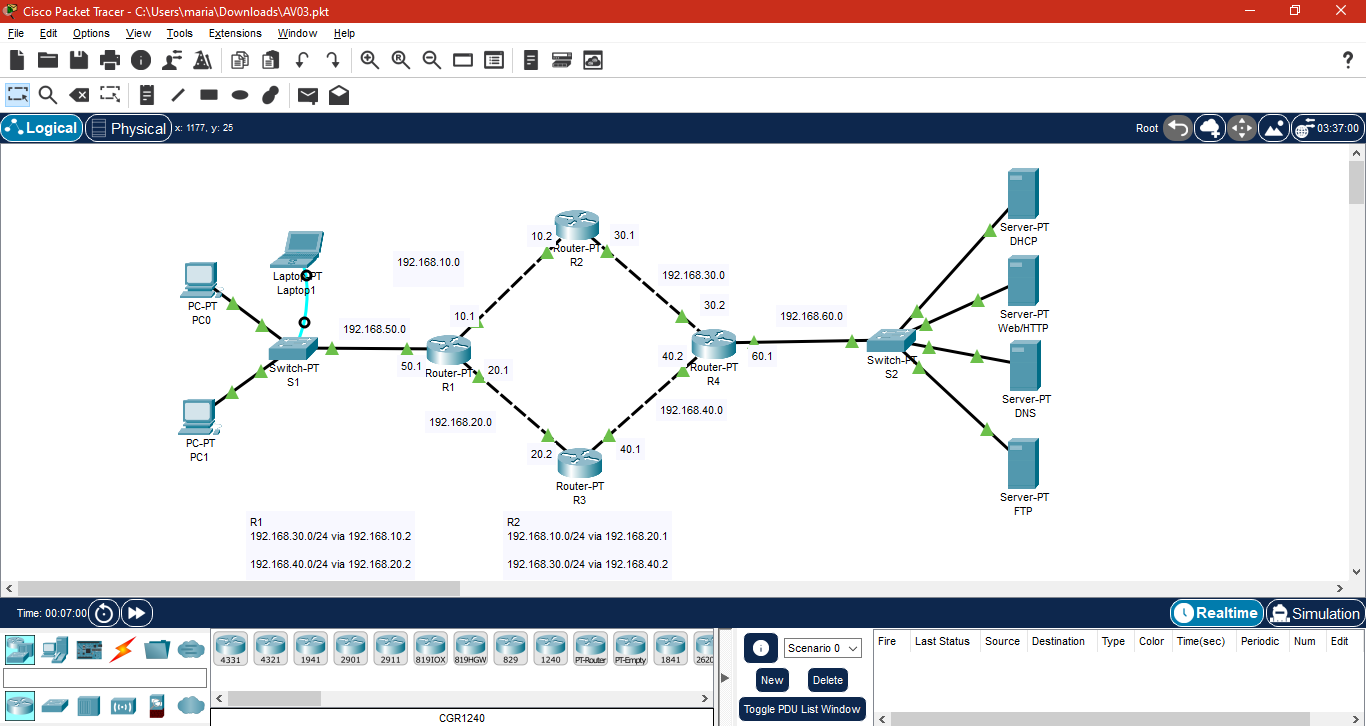 Cisco Packet Tracer - C:\Users\maria\Downloads\AV03.pkt
File Edit Options View Tools Extensions Window Help
Logical Physical x: 1177, y: 25 Root 03:37:00
Server-PT
DHCP
10.2 30.1
Router-PT
R2
192.168.10.0
192.168.30.0
Laptop-PT
Laptop1
PC-PT
PC0
30.2
Server-PT
Web/HTTP
10.1
192.168.50.0
192.168.60.0
50.1
Switch-PT
S1
Router-PT
R1
20.1
40.2
Router-PT
R4
60.1
Switch-PT
S2
Server-PT
DNS
192.168.20.0
192.168.40.0
PC-PT
PC1
20.2 40.1
Router-PT
R3
Server-PT
FTP
R1
192.168.30.0/24 via 192.168.10.2
192.168.40.0/24 via 192.168.20.2
R2
192.168.10.0/24 via 192.168.20.1
192.168.30.0/24 via 192.168.40.2
Time: 00:07:00 Realtime Simulation
4331 4321 1941 2901 2911 819IOX 819HGW 829 1240 PT-Router PT-Empty 1841 2620
CGR1240
Scenario 0
New Delete
Toggle PDU List Window
Fire Last Status Source Destination Type Color Time(sec) Periodic Num Edit